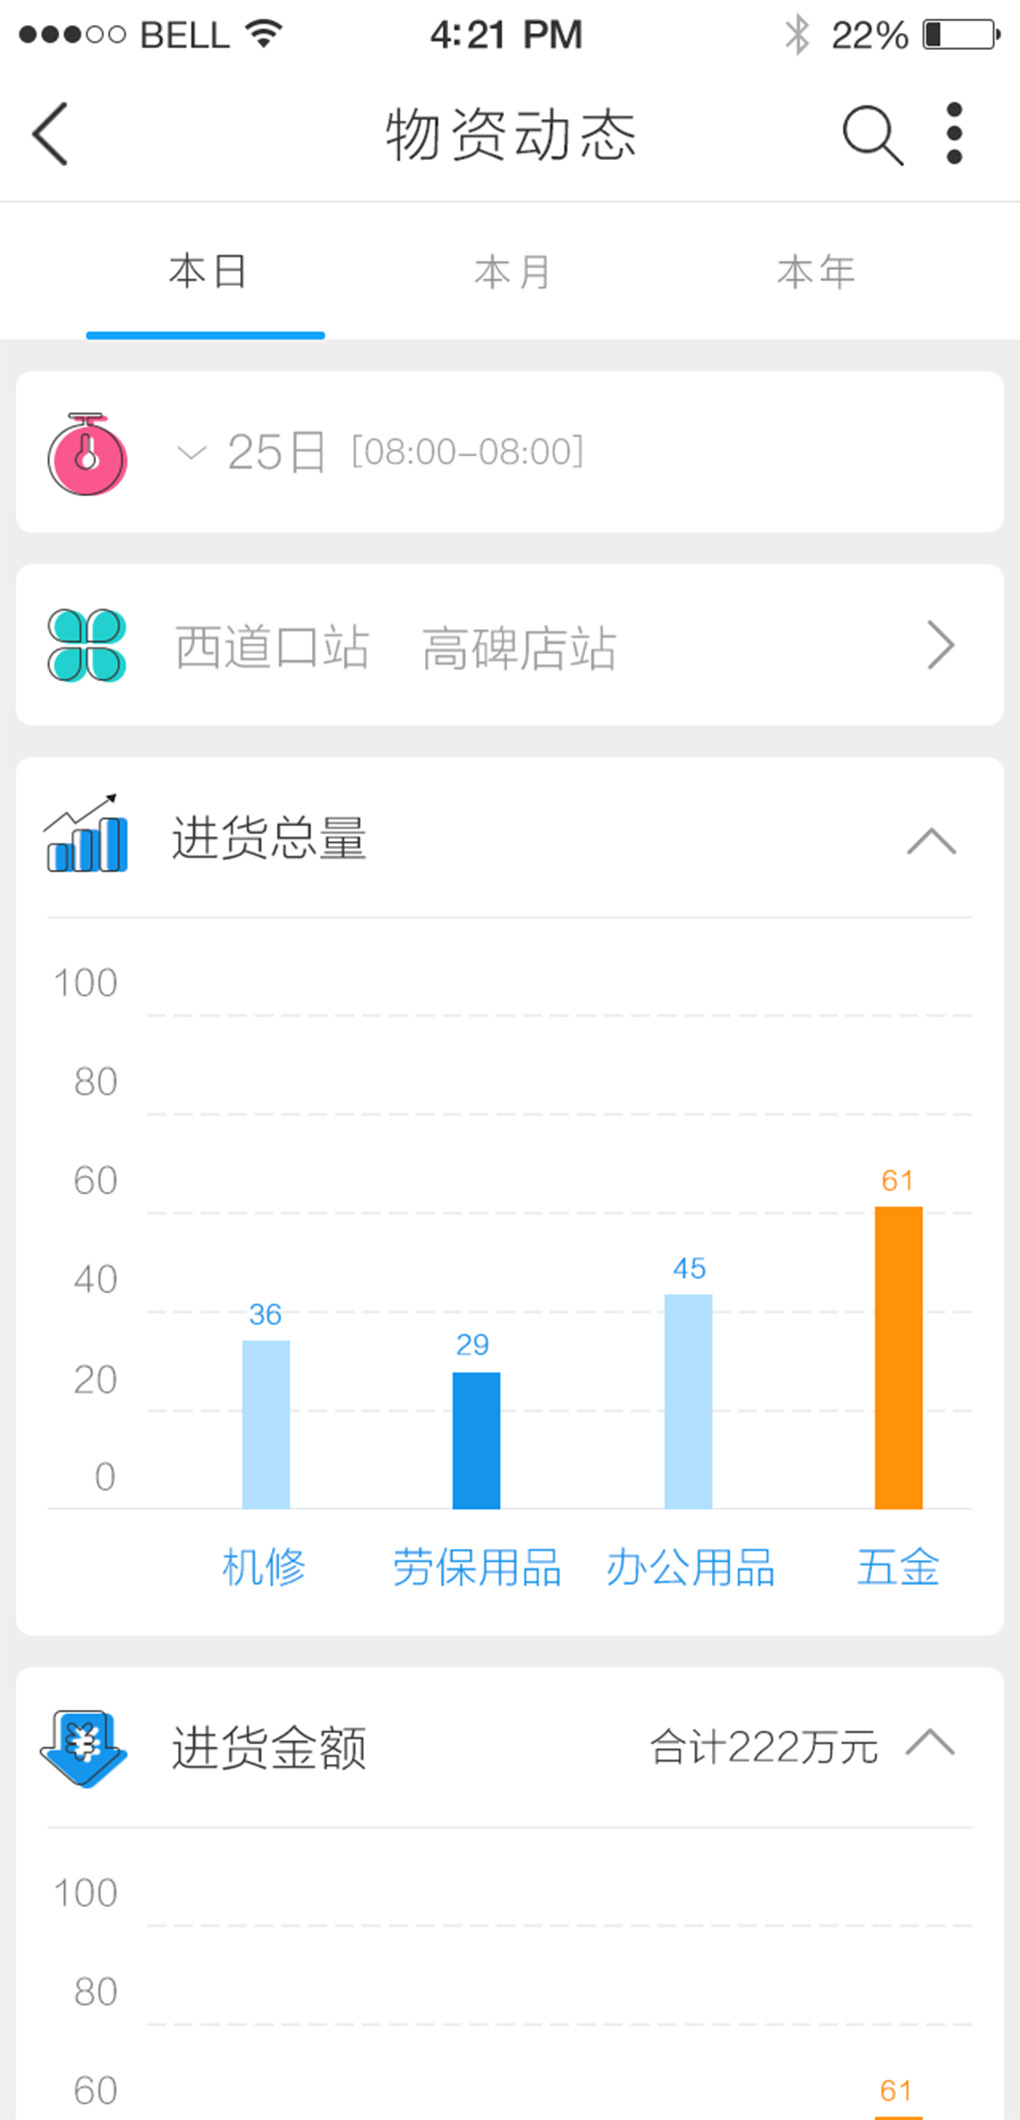 BELL 4:21 PM 22%
物资动态
本日 本月 本年
25日 [08:00-08:00]
西道口站 高碑店站
进货总量
100
80
60
61
40
45
36
29
20
0
机修 劳保用品 办公用品 五金
进货金额 合计222万元
100
80
60
61